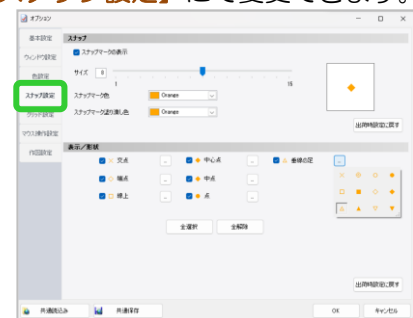 スナップ設定】にて変更できます。
オプション
基本設定
スナップ
スナップマークの表示
ウィンドウ設定
サイズ 8
色設定
1 16
スナップ設定
スナップマーク色 Orange
スナップマーク塗り潰し色 Orange
グリッド設定
出荷時設定に戻す
マウス操作設定
作図設定
表示／形状
交点 .. 中心点 .. 垂線の足 ..
端点 .. 中点 ..
線上 .. 点 ..
全選択 全解除
出荷時設定に戻す
共通読込み 共通保存 OK キャンセル